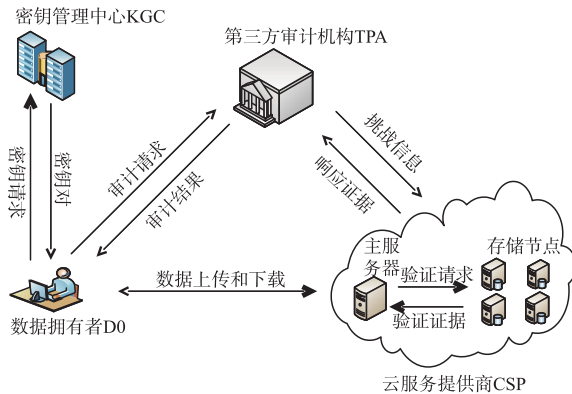 密钥管理中心KGC
第三方审计机构TPA
密钥请求
密钥对
审计请求
审计结果
挑战信息
响应证据
主服
务器
存储节点
验证请求
验证证据
数据上传和下载
数据拥有者D0
云服务提供商CSP